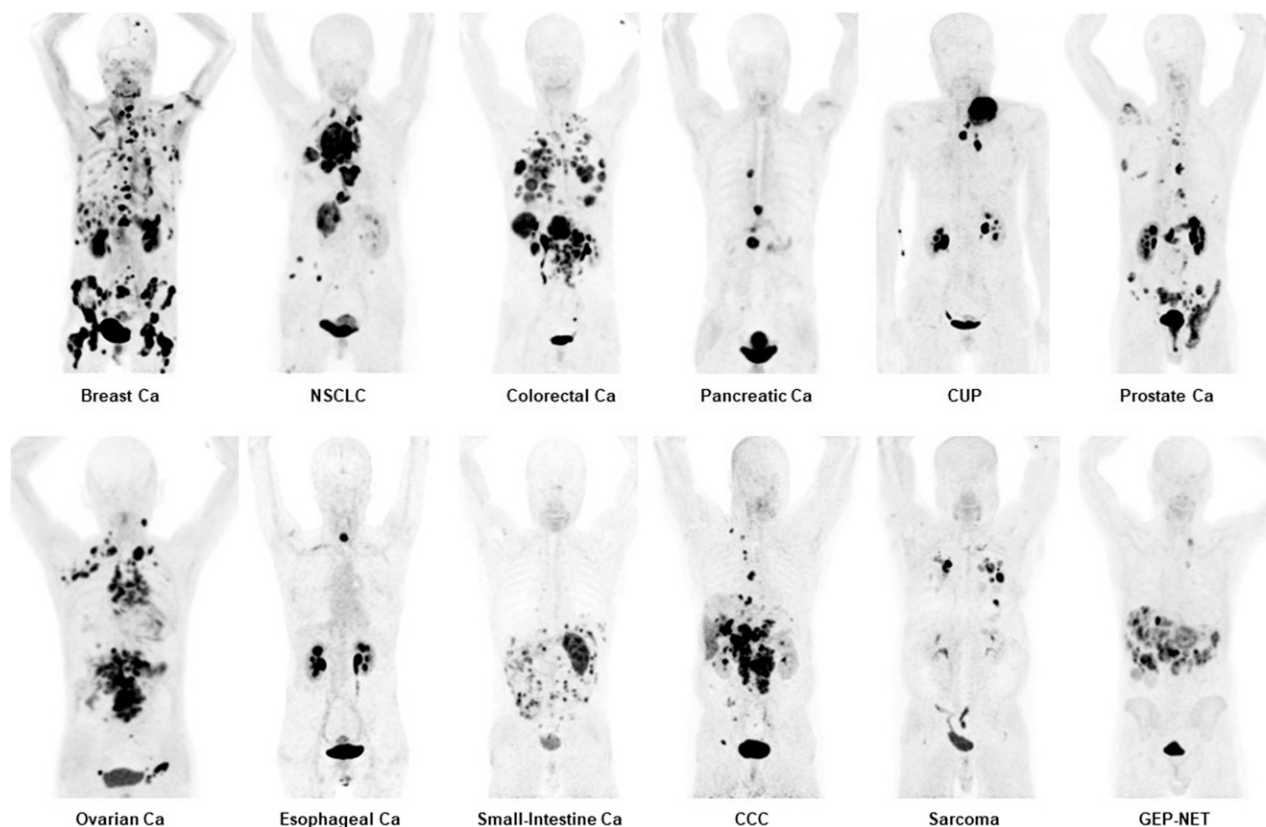 Breast Ca
NSCLC
Colorectal Ca
Pancreatic Ca
CUP
Prostate Ca
Ovarian Ca
Esophageal Ca
Small-Intestine Ca
CCC
Sarcoma
GEP-NET